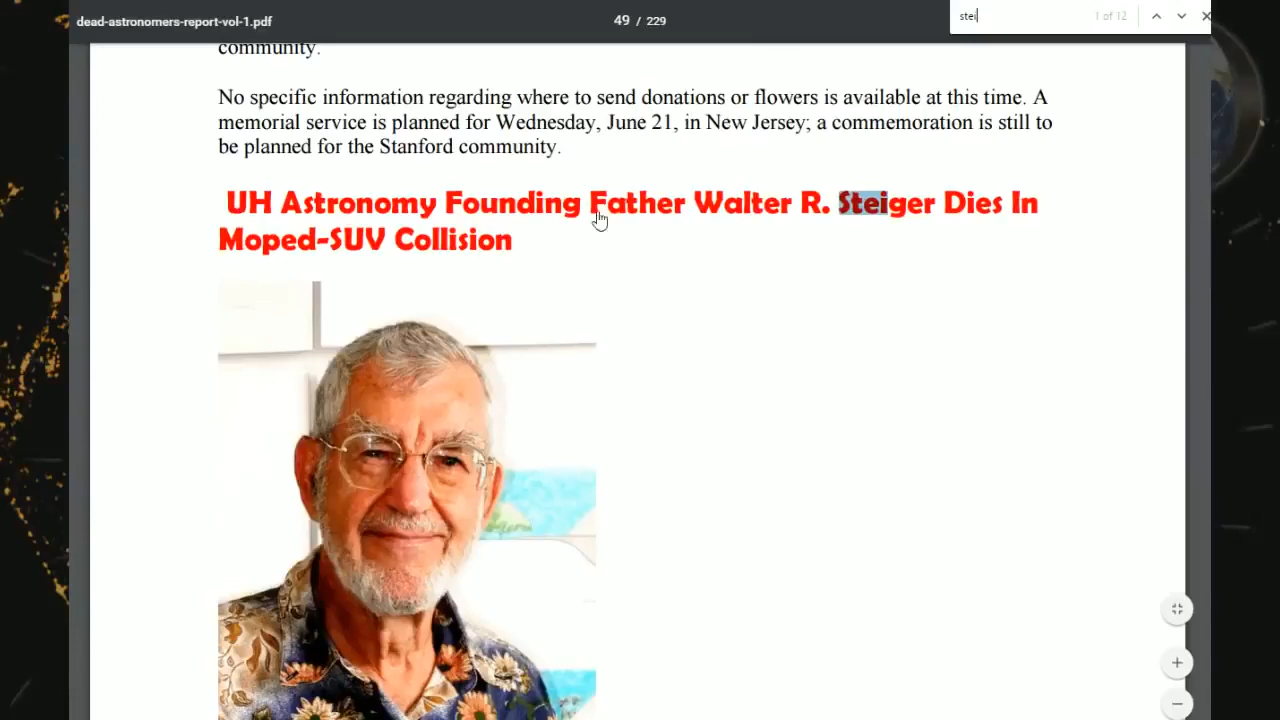 dead-astronomers-report-vol-1.pdf
49 / 229
stei
1 of 12
community.
No specific information regarding where to send donations or flowers is available at this time. A
memorial service is planned for Wednesday, June 21, in New Jersey; a commemoration is still to
be planned for the Stanford community.
UH Astronomy Founding Father Walter R. Steiger Dies In
Moped-SUV Collision